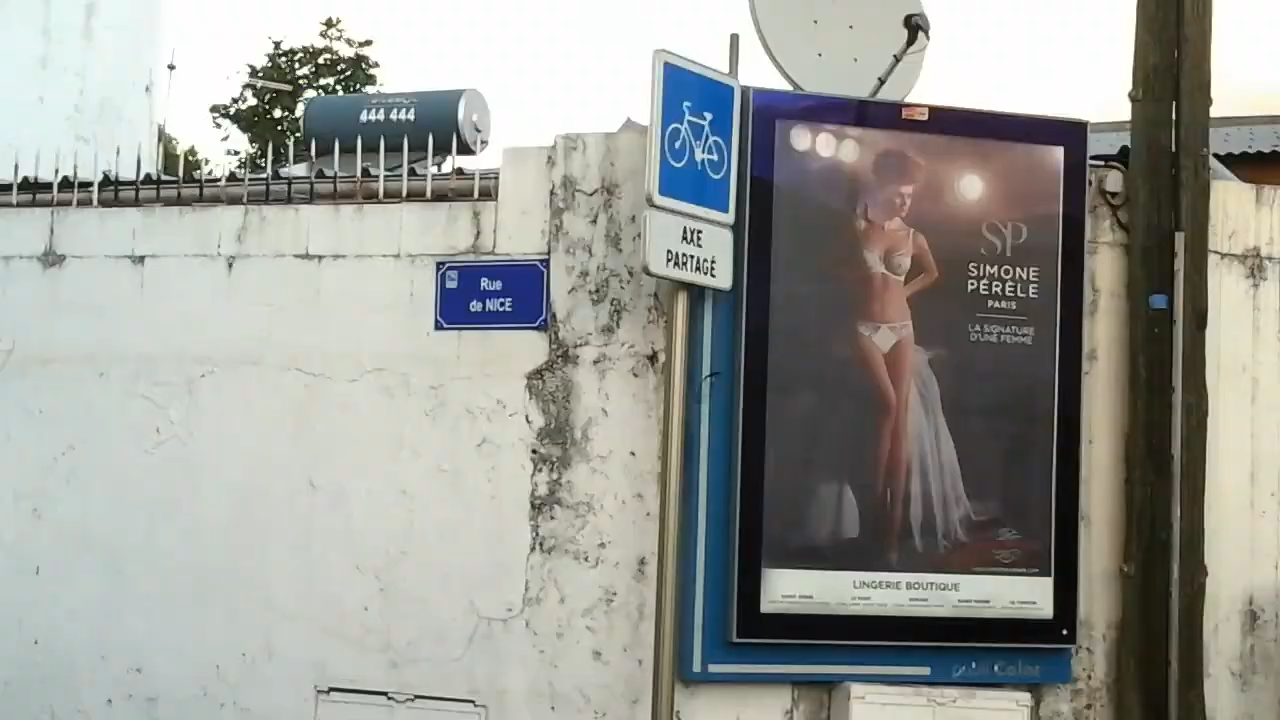 444 444
Rue
de NICE
AXE
PARTAGÉ
SP
SIMONE
PÉRÈLE
PARIS
LA SIGNATURE
D'UNE FEMME
LINGERIE BOUTIQUE